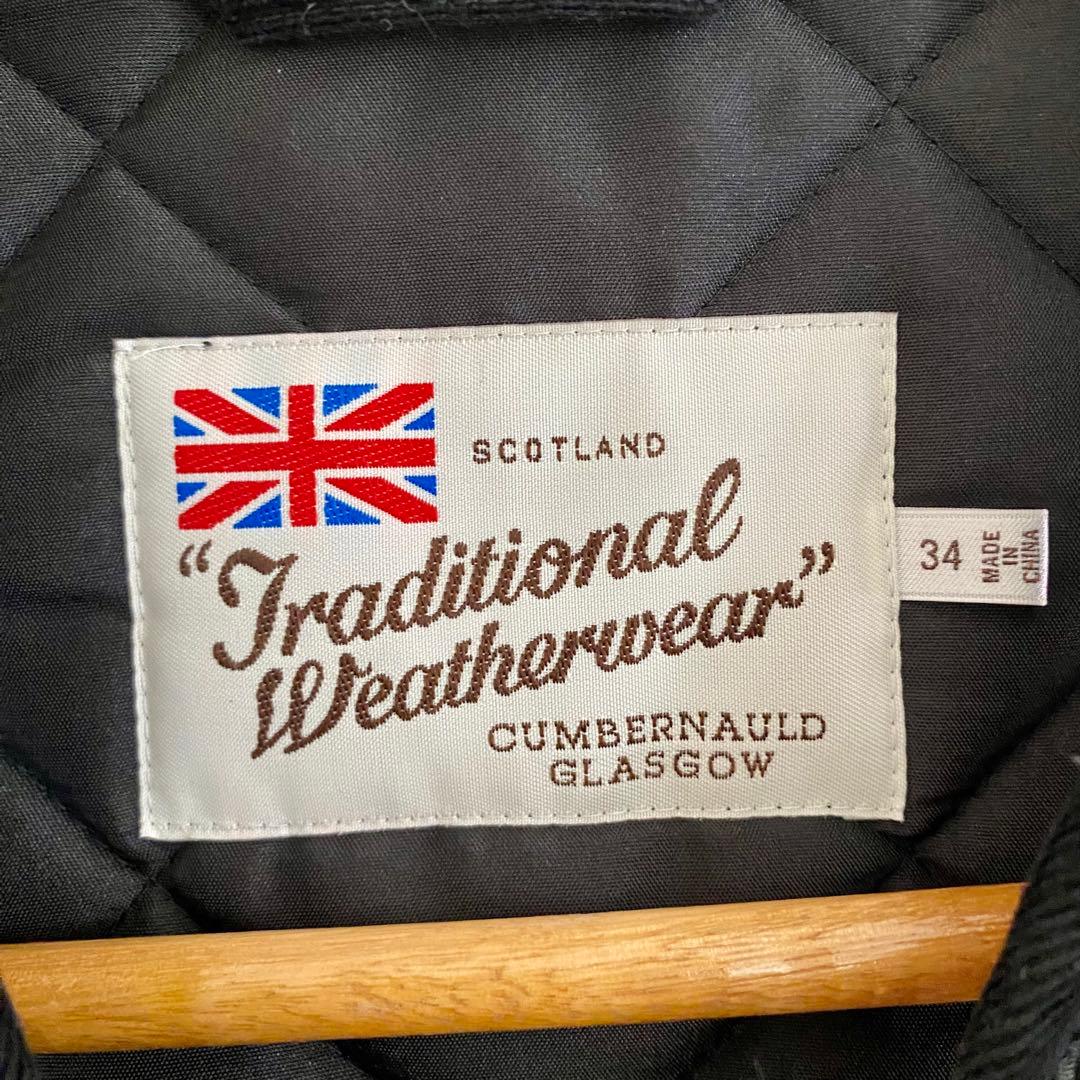 SCOTLAND
“Traditional
Weatherwear”
CUMBERNAULD
GLASGOW
34
MADE
IN
CHINA